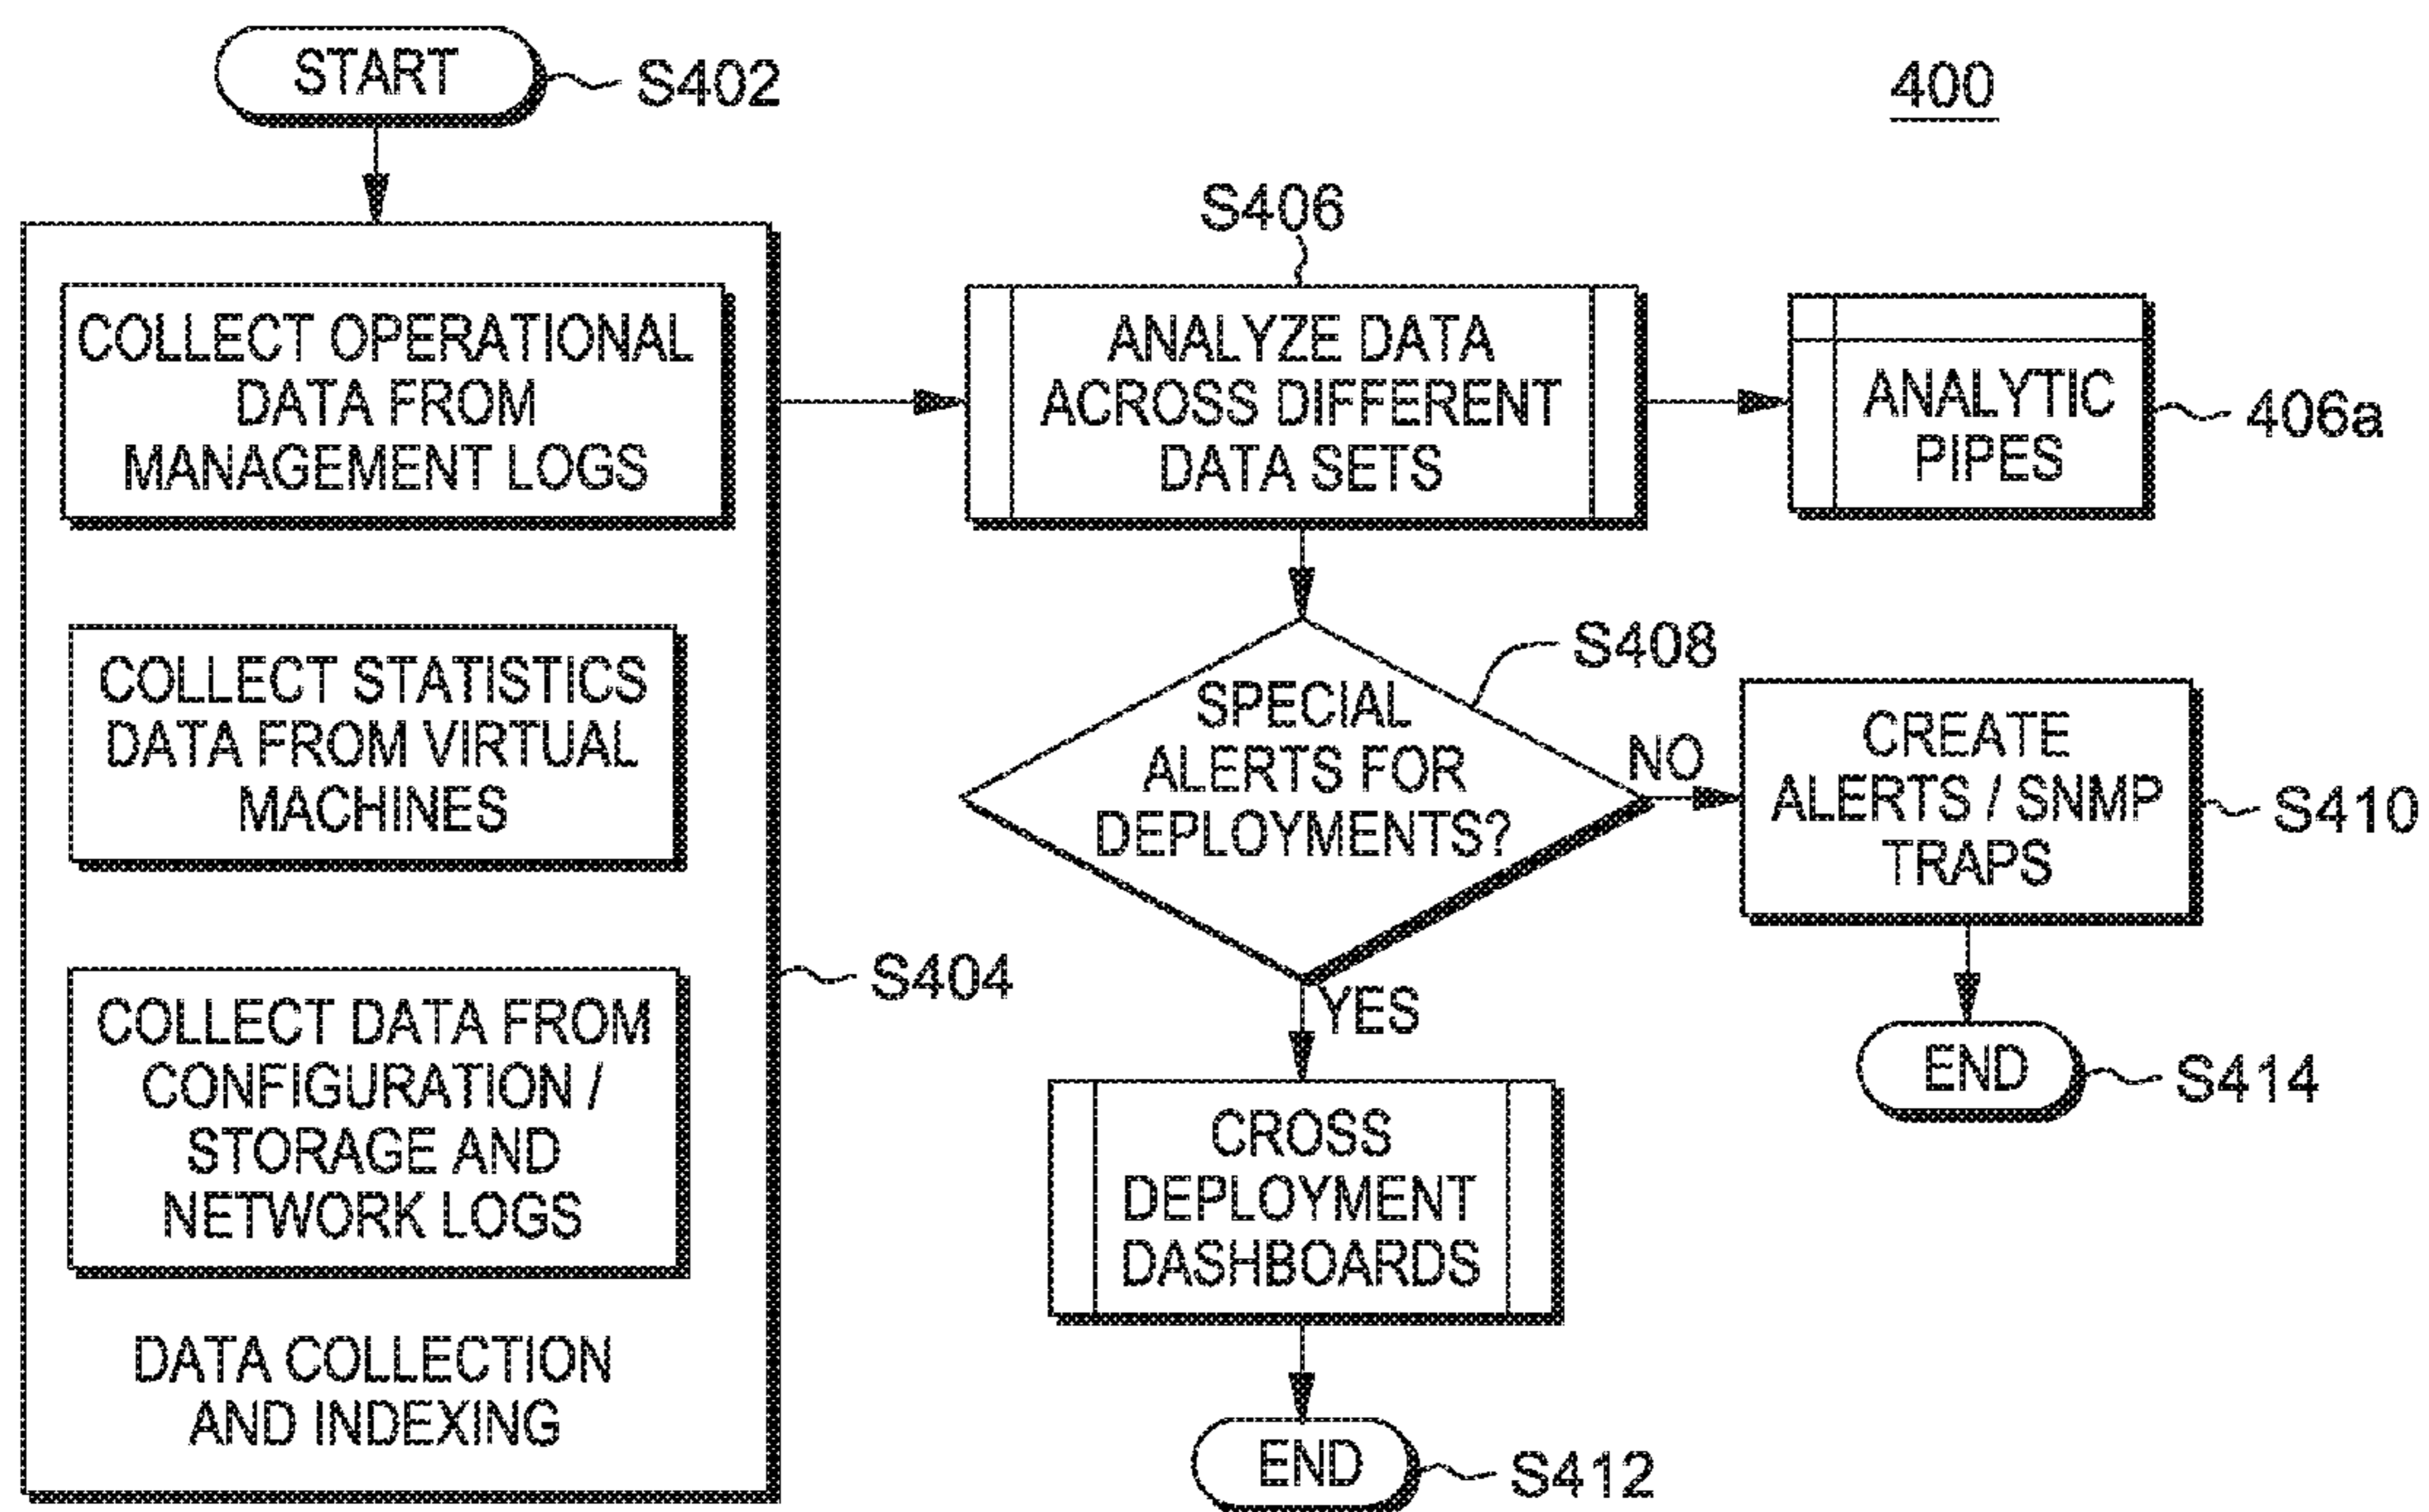 START
S402
400
COLLECT OPERATIONAL
DATA FROM
MANAGEMENT LOGS
COLLECT STATISTICS
DATA FROM VIRTUAL
MACHINES
COLLECT DATA FROM
CONFIGURATION /
STORAGE AND
NETWORK LOGS
DATA COLLECTION
AND INDEXING
S404
S406
ANALYZE DATA
ACROSS DIFFERENT
DATA SETS
ANALYTIC
PIPES
406a
SPECIAL
ALERTS FOR
DEPLOYMENTS?
S408
NO
CREATE
ALERTS / SNMP
TRAPS
S410
END
S414
YES
CROSS
DEPLOYMENT
DASHBOARDS
END
S412